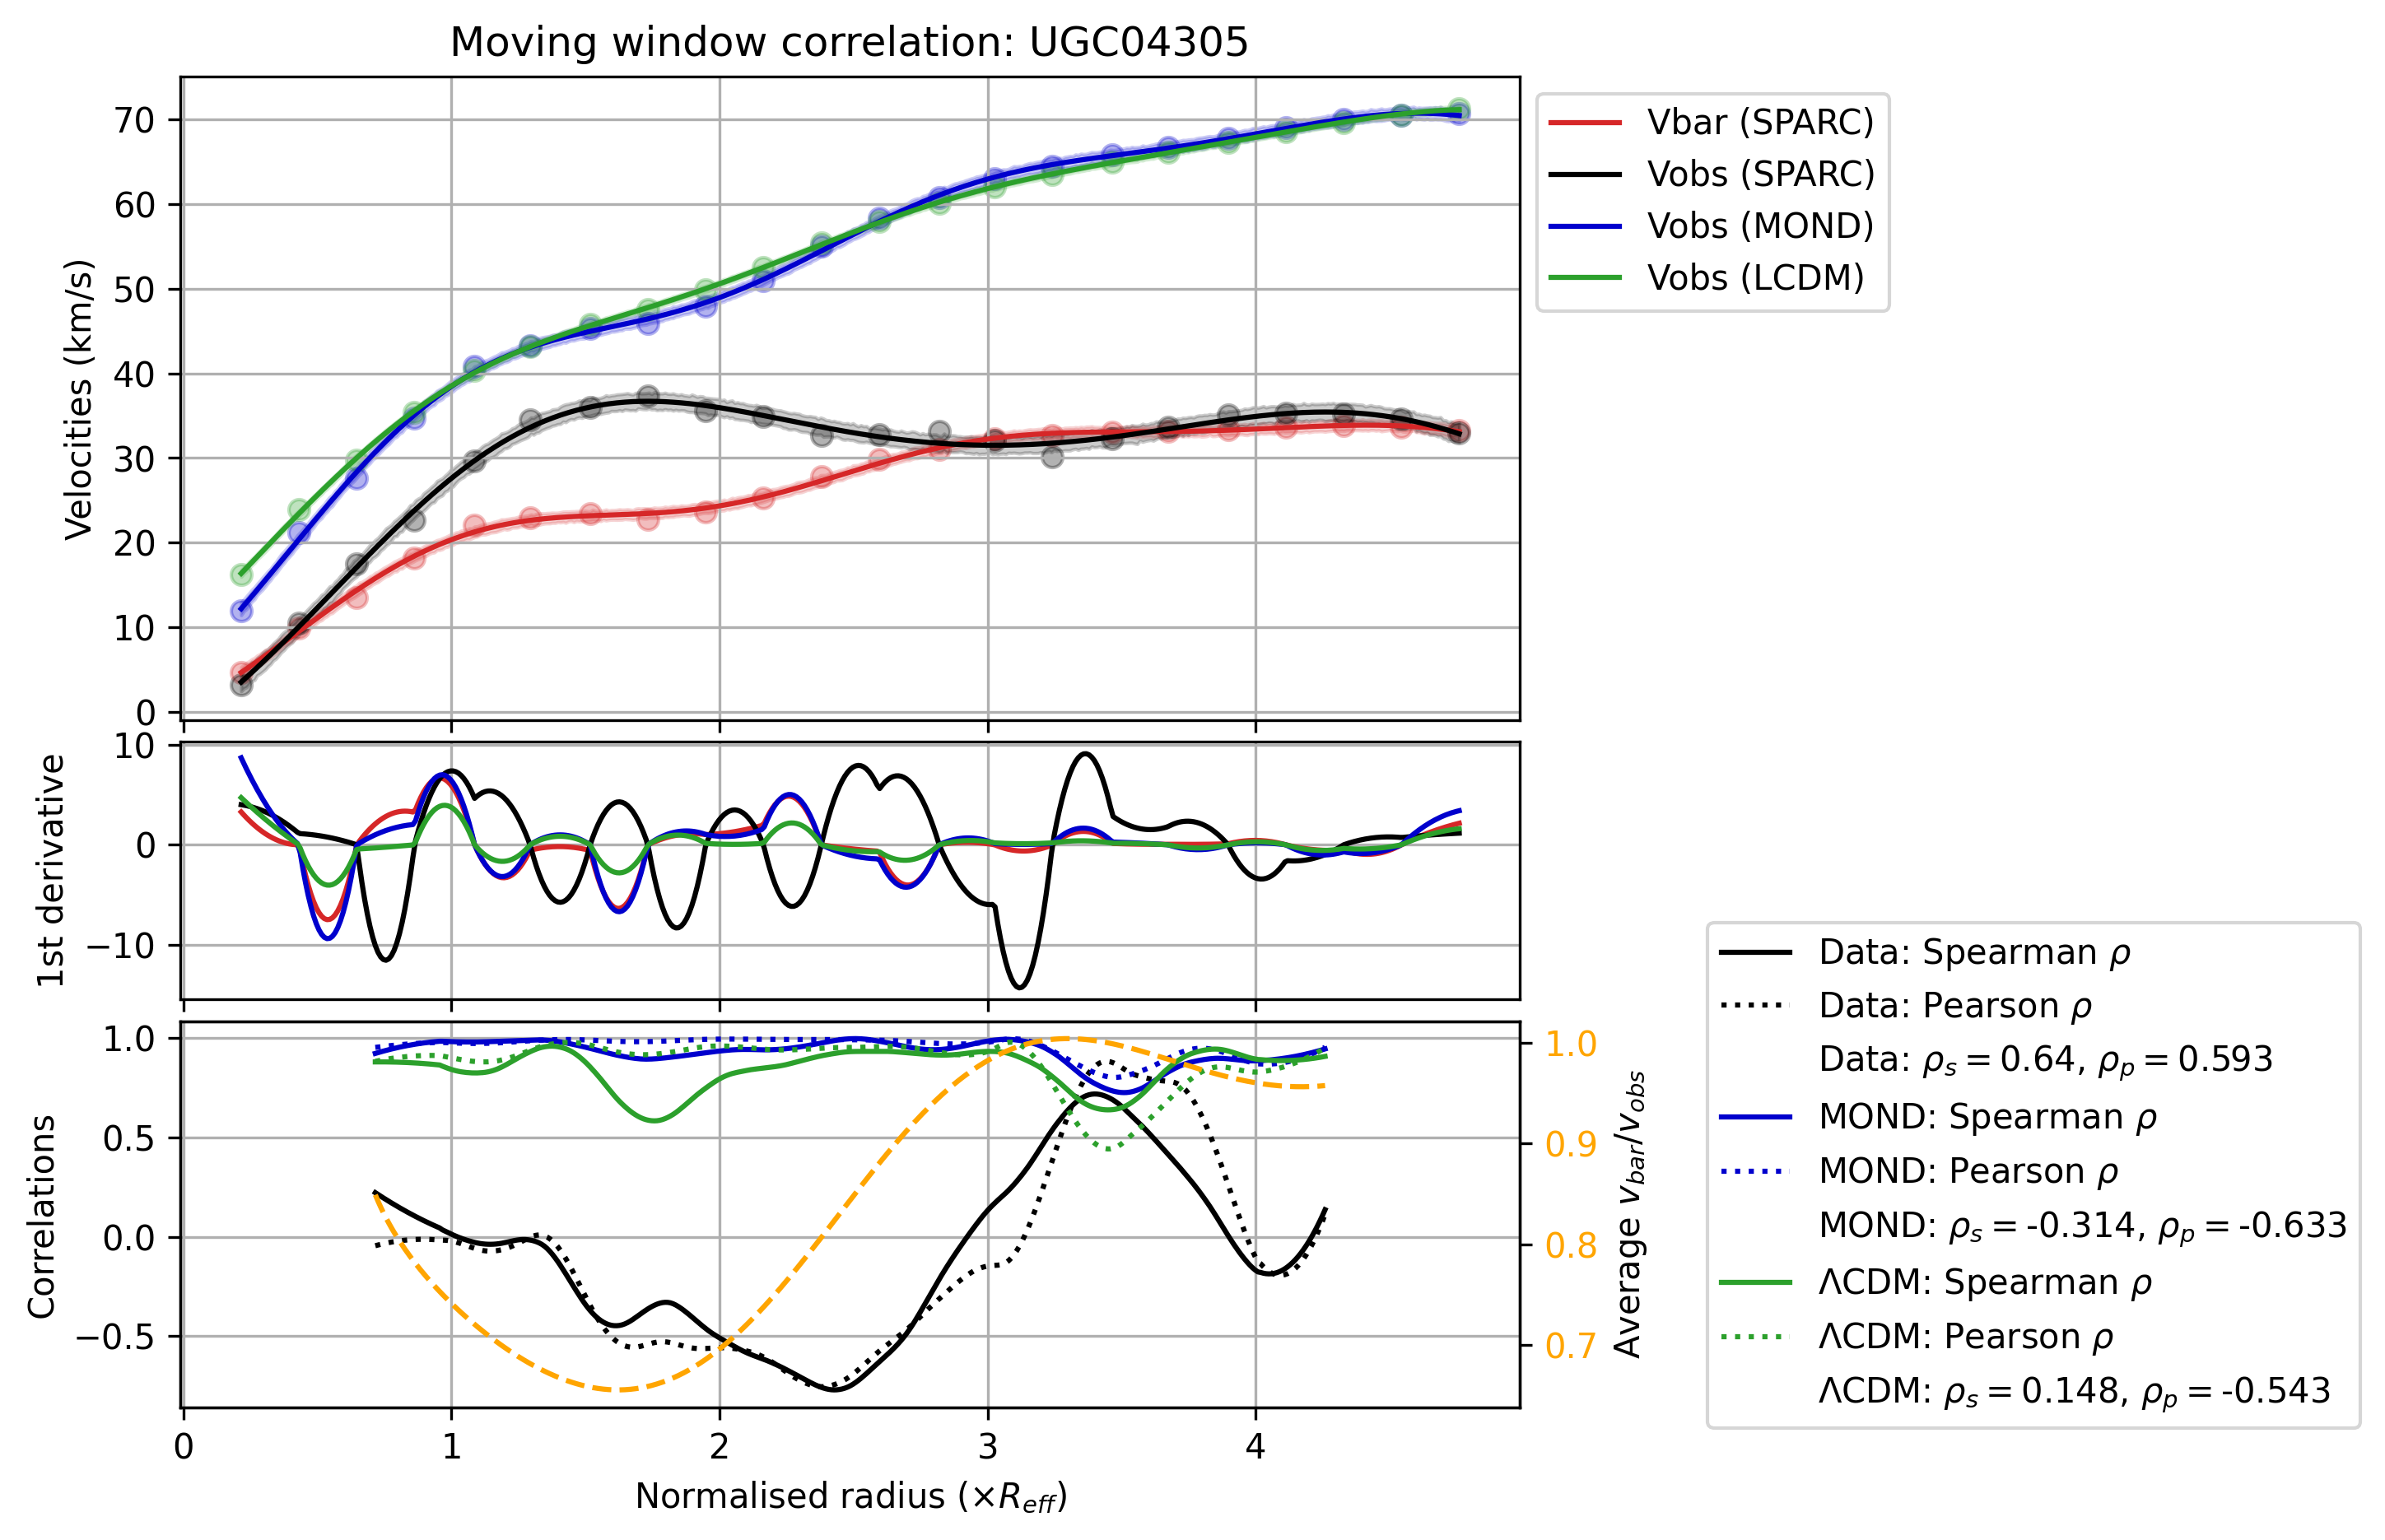 Moving window correlation: UGC04305
70
60
50
40
30
20
10
0
Velocities (km/s)
Vbar (SPARC)
Vobs (SPARC)
Vobs (MOND)
Vobs (LCDM)
10
0
−10
1st derivative
1.0
0.5
0.0
−0.5
Correlations
1.0
0.9
0.8
0.7
Average v_bar/v_obs
0
1
2
3
4
Normalised radius (×R_eff)
Data: Spearman ρ
Data: Pearson ρ
Data: ρ_s = 0.64, ρ_p = 0.593
MOND: Spearman ρ
MOND: Pearson ρ
MOND: ρ_s = -0.314, ρ_p = -0.633
ΛCDM: Spearman ρ
ΛCDM: Pearson ρ
ΛCDM: ρ_s = 0.148, ρ_p = -0.543